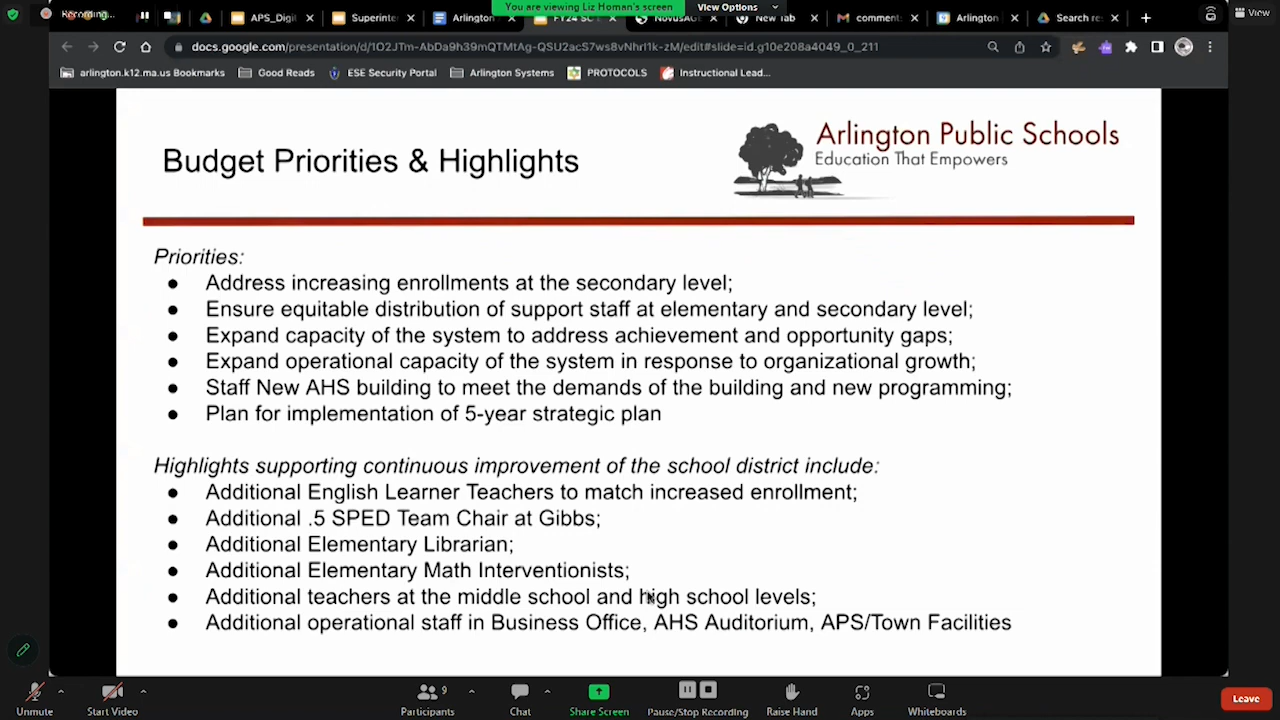 Recording...
You are viewing Liz Homan's screen
View Options
View
APS_Digi
Superinte
Arlington
FY24 SC
NovusAG
New Tab
comment
Arlington
Search re
docs.google.com/presentation/d/1O2JTm-AbDa9h39mQTMtAg-QSU2acS7ws8vNhrl1k-zM/edit#slide=id.g10e208a4049_0_211
arlington.k12.ma.us Bookmarks
Good Reads
ESE Security Portal
Arlington Systems
PROTOCOLS
Instructional Lead...
Budget Priorities & Highlights
Arlington Public Schools
Education That Empowers
Priorities:
● Address increasing enrollments at the secondary level;
● Ensure equitable distribution of support staff at elementary and secondary level;
● Expand capacity of the system to address achievement and opportunity gaps;
● Expand operational capacity of the system in response to organizational growth;
● Staff New AHS building to meet the demands of the building and new programming;
● Plan for implementation of 5-year strategic plan
Highlights supporting continuous improvement of the school district include:
● Additional English Learner Teachers to match increased enrollment;
● Additional .5 SPED Team Chair at Gibbs;
● Additional Elementary Librarian;
● Additional Elementary Math Interventionists;
● Additional teachers at the middle school and high school levels;
● Additional operational staff in Business Office, AHS Auditorium, APS/Town Facilities
Unmute
Start Video
9
Participants
Chat
Share Screen
Pause/Stop Recording
Raise Hand
Apps
Whiteboards
Leave